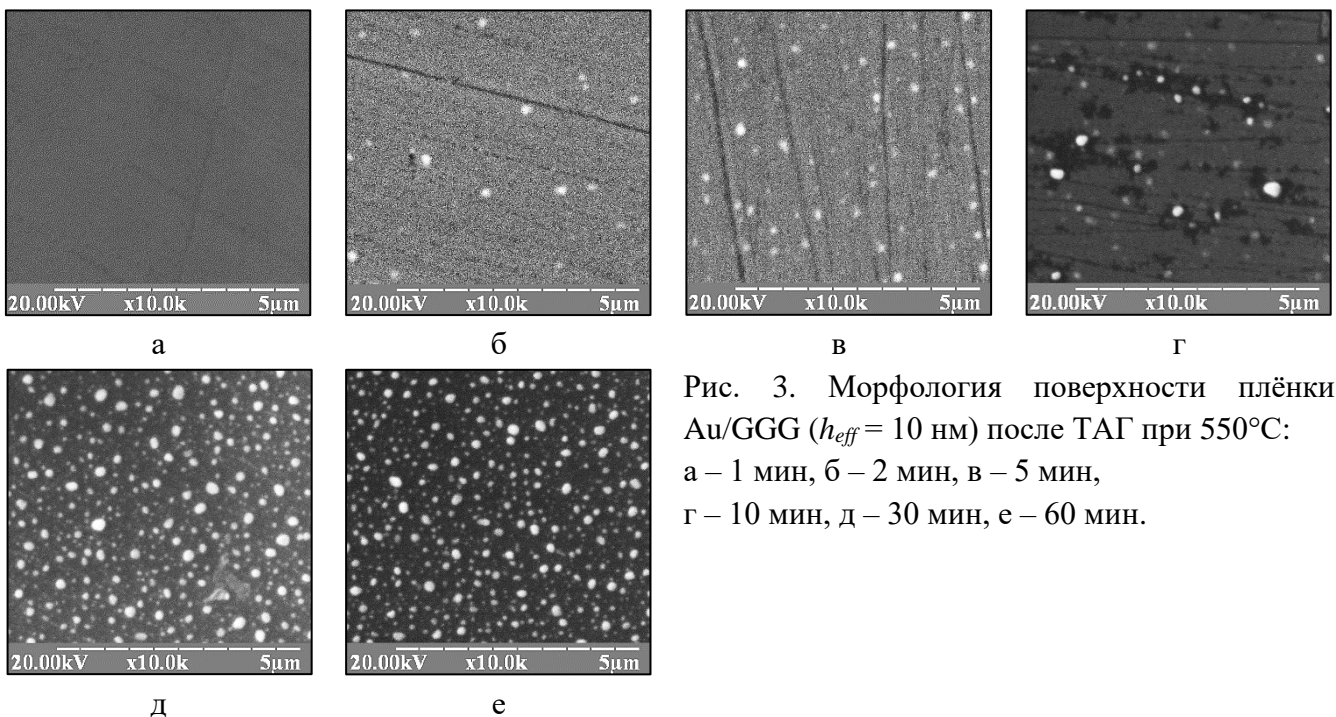 20.00kV x10.0k 5μm
20.00kV x10.0k 5μm
20.00kV x10.0k 5μm
20.00kV x10.0k 5μm
а
б
в
г
20.00kV x10.0k 5μm
20.00kV x10.0k 5μm
д
е
Рис. 3. Морфология поверхности плёнки
Au/GGG (heff = 10 нм) после ТАГ при 550°С:
а – 1 мин, б – 2 мин, в – 5 мин,
г – 10 мин, д – 30 мин, е – 60 мин.